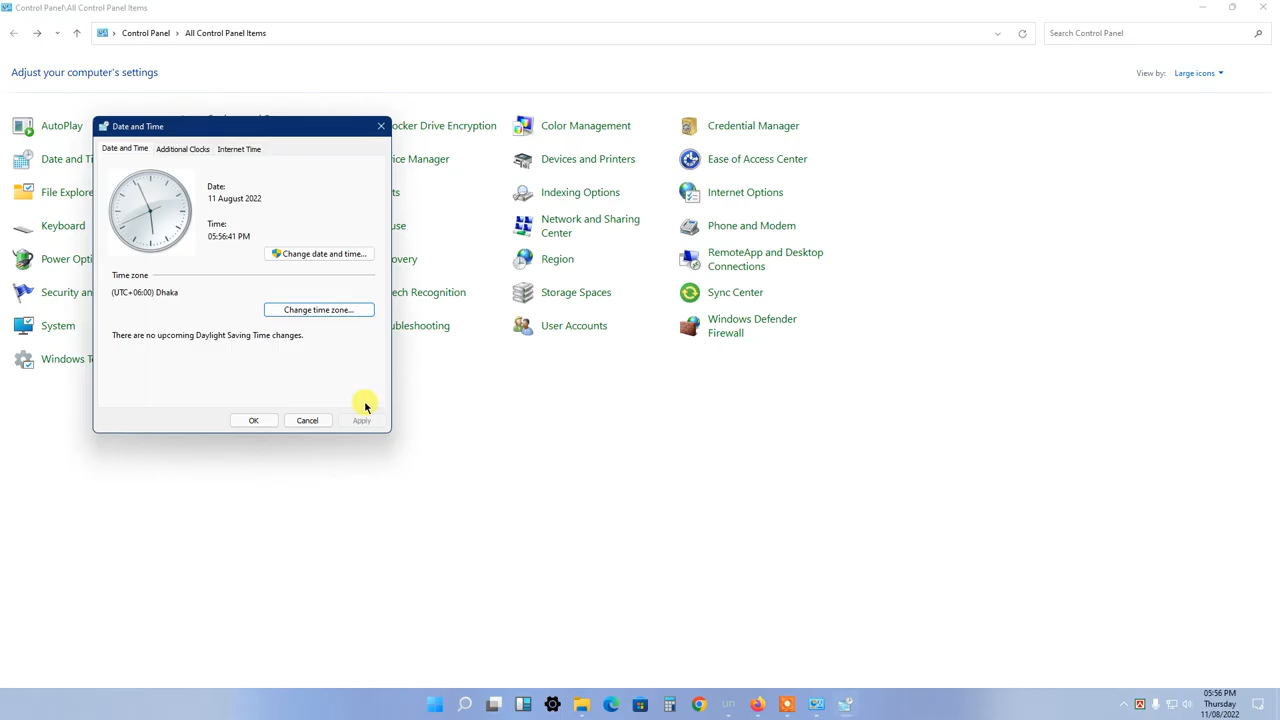 Control Panel\All Control Panel Items
Control Panel > All Control Panel Items
Search Control Panel
Adjust your computer's settings
View by: Large icons
AutoPlay
ocker Drive Encryption
Color Management
Credential Manager
Date and Ti
ice Manager
Devices and Printers
Ease of Access Center
File Explore
ts
Indexing Options
Internet Options
Keyboard
use
Network and Sharing
Center
Phone and Modem
Power Opti
overy
Region
RemoteApp and Desktop
Connections
Security an
ech Recognition
Storage Spaces
Sync Center
System
ubleshooting
User Accounts
Windows Defender
Firewall
Windows T
Date and Time
Date and Time
Additional Clocks
Internet Time
Date:
11 August 2022
Time:
05:56:41 PM
Change date and time...
Time zone
(UTC+06:00) Dhaka
Change time zone...
There are no upcoming Daylight Saving Time changes.
OK
Cancel
Apply
un
05:56 PM
Thursday
11/08/2022